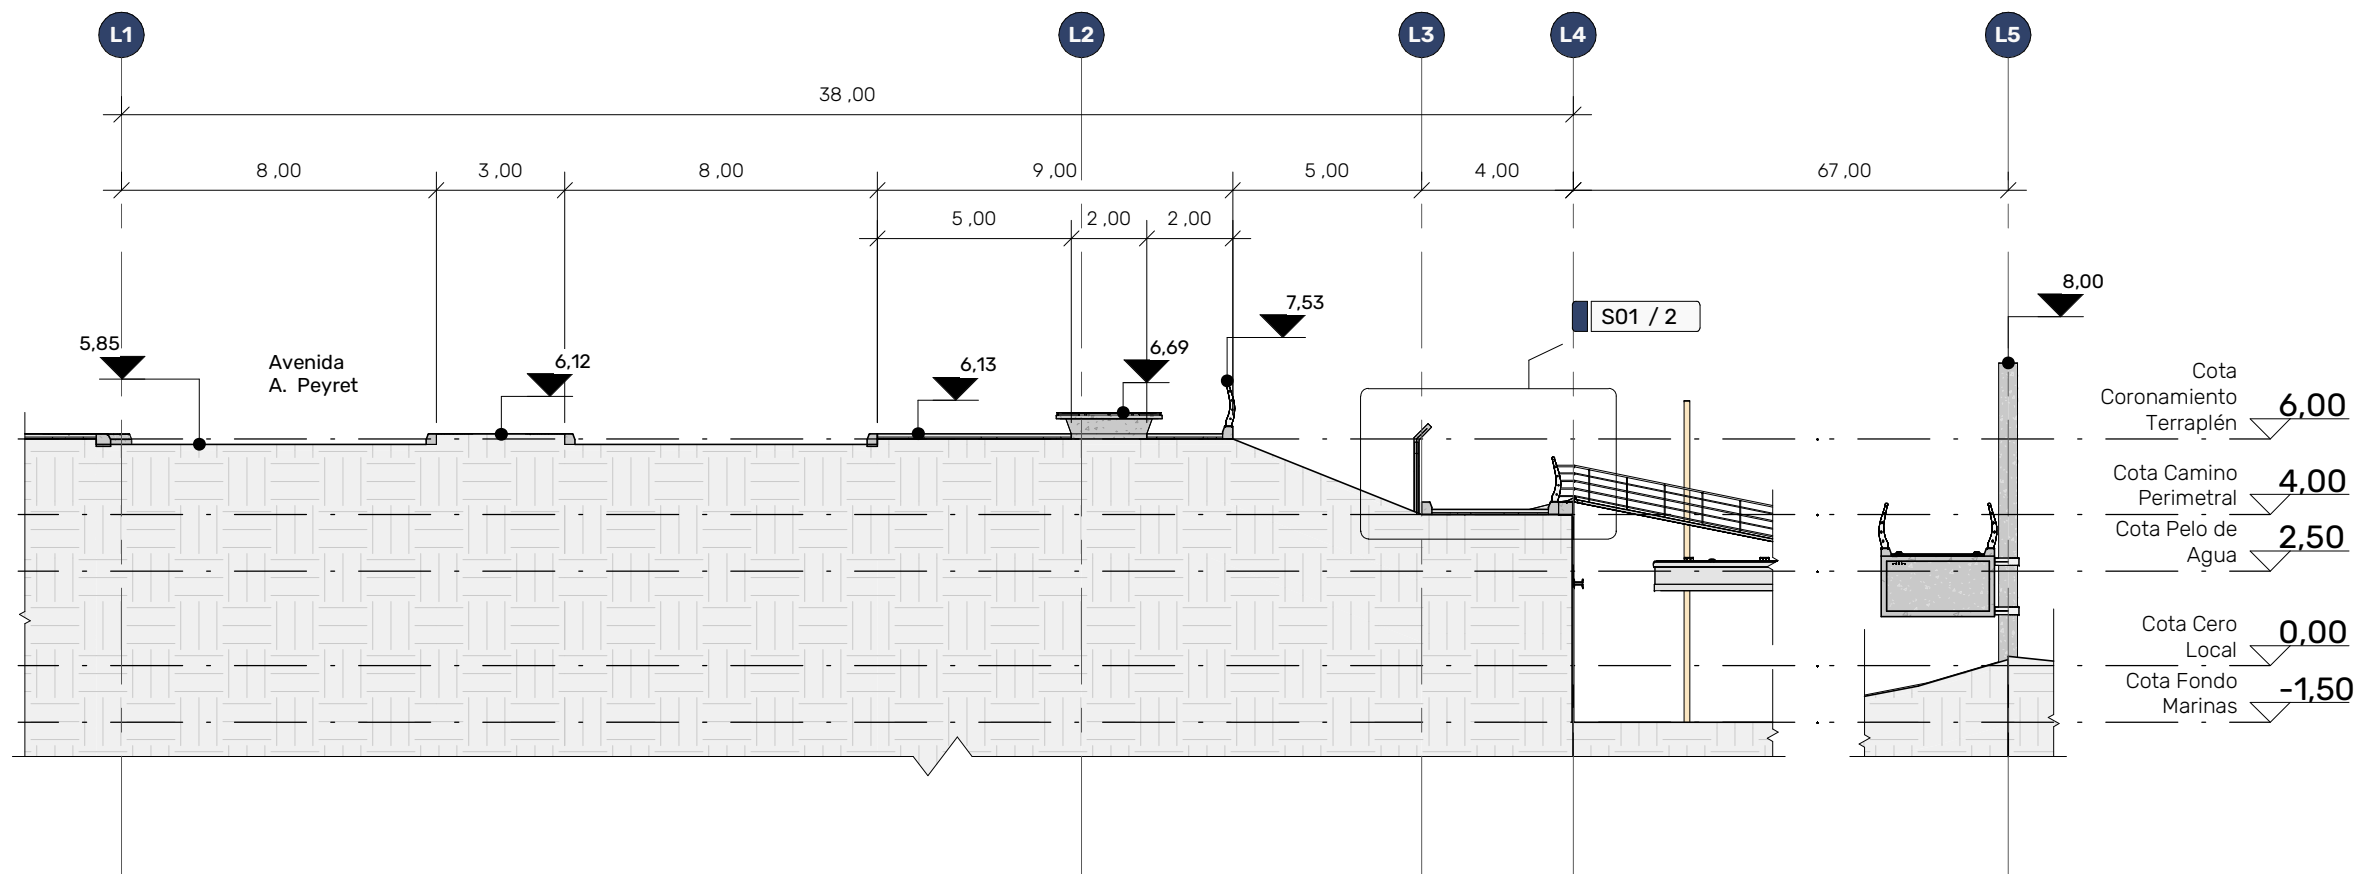 L1
L2
L3
L4
L5
38,00
8,00
3,00
8,00
9,00
5,00
4,00
67,00
5,00
2,00
2,00
8,00
7,53
S01 / 2
5,85
Avenida
A. Peyret
6,12
6,13
6,69
Cota
Coronamiento
Terraplén
6,00
Cota Camino
Perimetral
4,00
Cota Pelo de
Agua
2,50
Cota Cero
Local
0,00
Cota Fondo
Marinas
-1,50